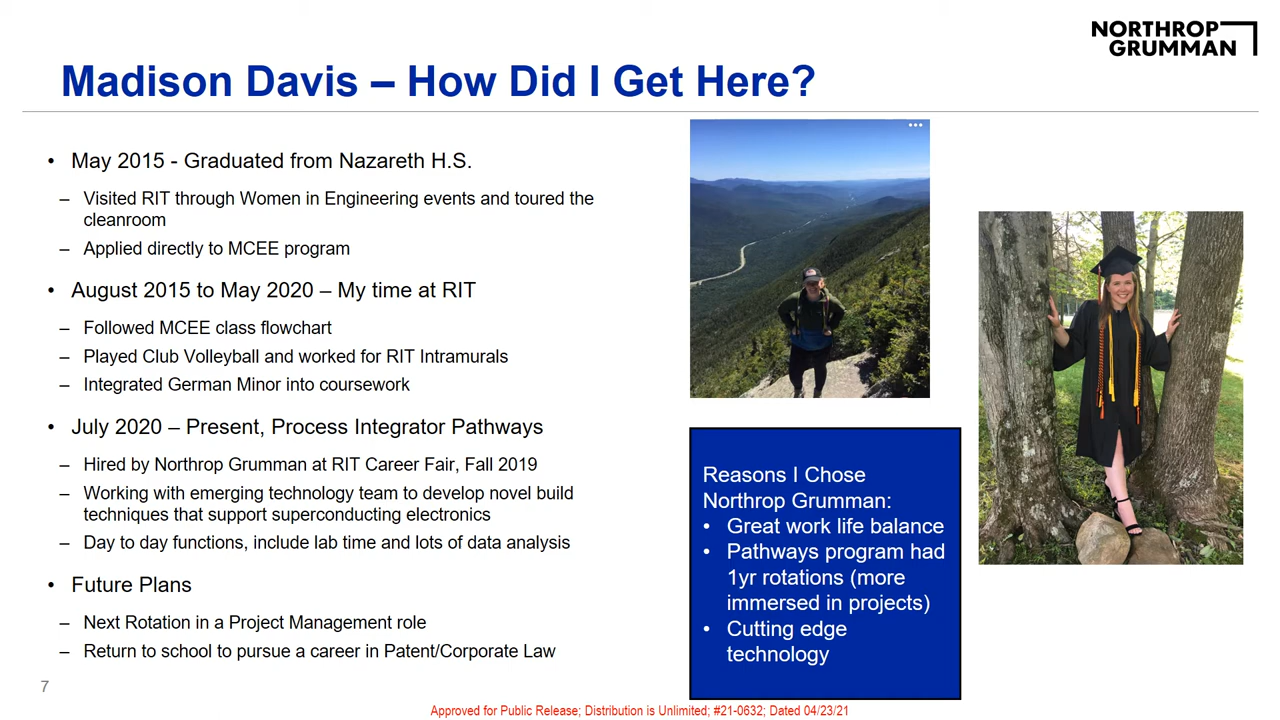 NORTHROP
GRUMMAN
Madison Davis – How Did I Get Here?
• May 2015 - Graduated from Nazareth H.S.
– Visited RIT through Women in Engineering events and toured the
cleanroom
– Applied directly to MCEE program
• August 2015 to May 2020 – My time at RIT
– Followed MCEE class flowchart
– Played Club Volleyball and worked for RIT Intramurals
– Integrated German Minor into coursework
• July 2020 – Present, Process Integrator Pathways
– Hired by Northrop Grumman at RIT Career Fair, Fall 2019
– Working with emerging technology team to develop novel build
techniques that support superconducting electronics
– Day to day functions, include lab time and lots of data analysis
• Future Plans
– Next Rotation in a Project Management role
– Return to school to pursue a career in Patent/Corporate Law
Reasons I Chose
Northrop Grumman:
• Great work life balance
• Pathways program had
1yr rotations (more
immersed in projects)
• Cutting edge
technology
7
Approved for Public Release; Distribution is Unlimited; #21-0632; Dated 04/23/21